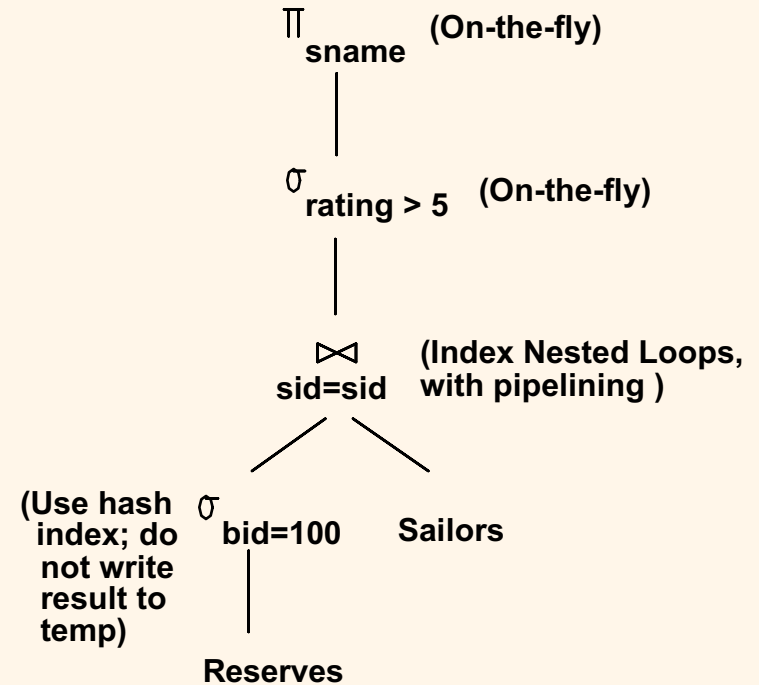 π (On-the-fly)
sname
σ
rating > 5 (On-the-fly)
⋈ (Index Nested Loops,
sid=sid with pipelining )
(Use hash
index; do
not write
result to
temp)
σ
bid=100
Sailors
Reserves